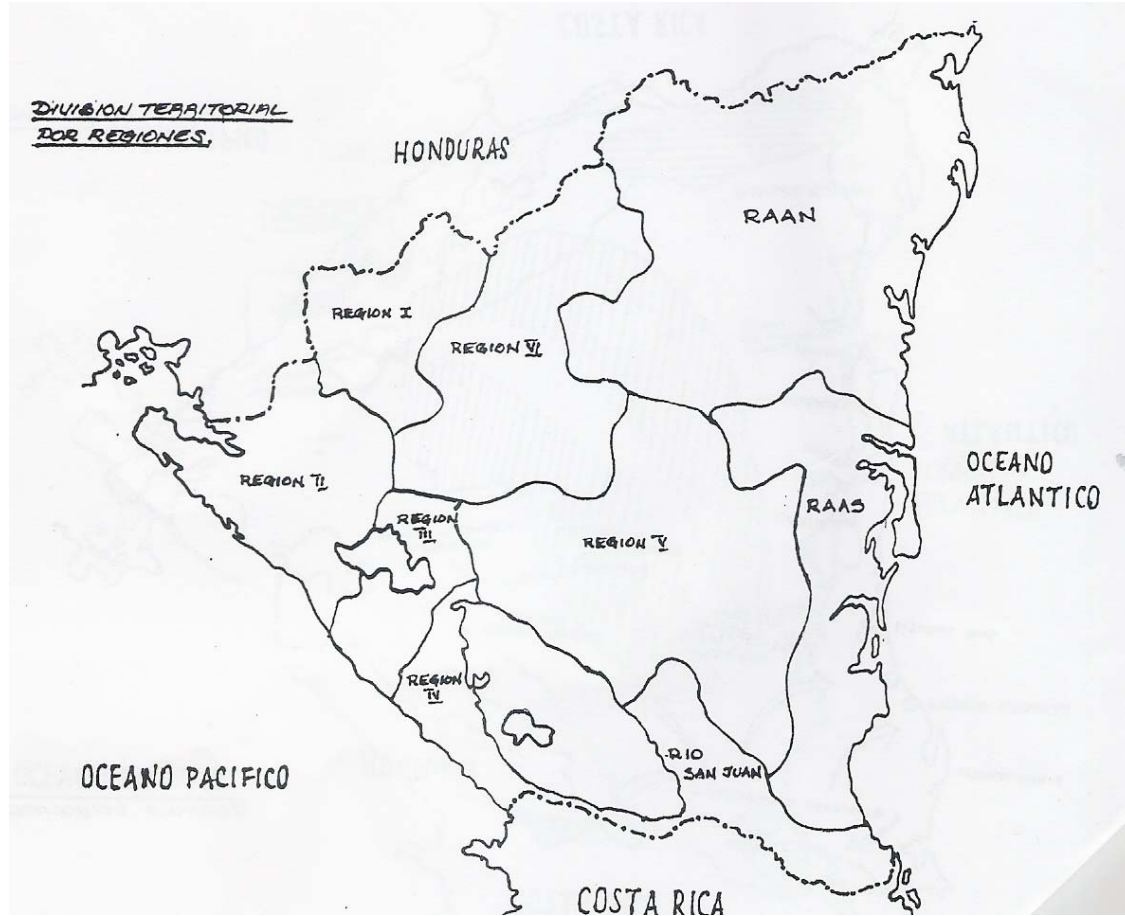 DIVISION TERRITORIAL
POR REGIONES.
HONDURAS
RAAN
REGION I
REGION VI
REGION II
OCEANO
ATLANTICO
RAAS
REGION
III
REGION V
REGION
IV
RIO
SAN JUAN
OCEANO PACIFICO
COSTA RICA